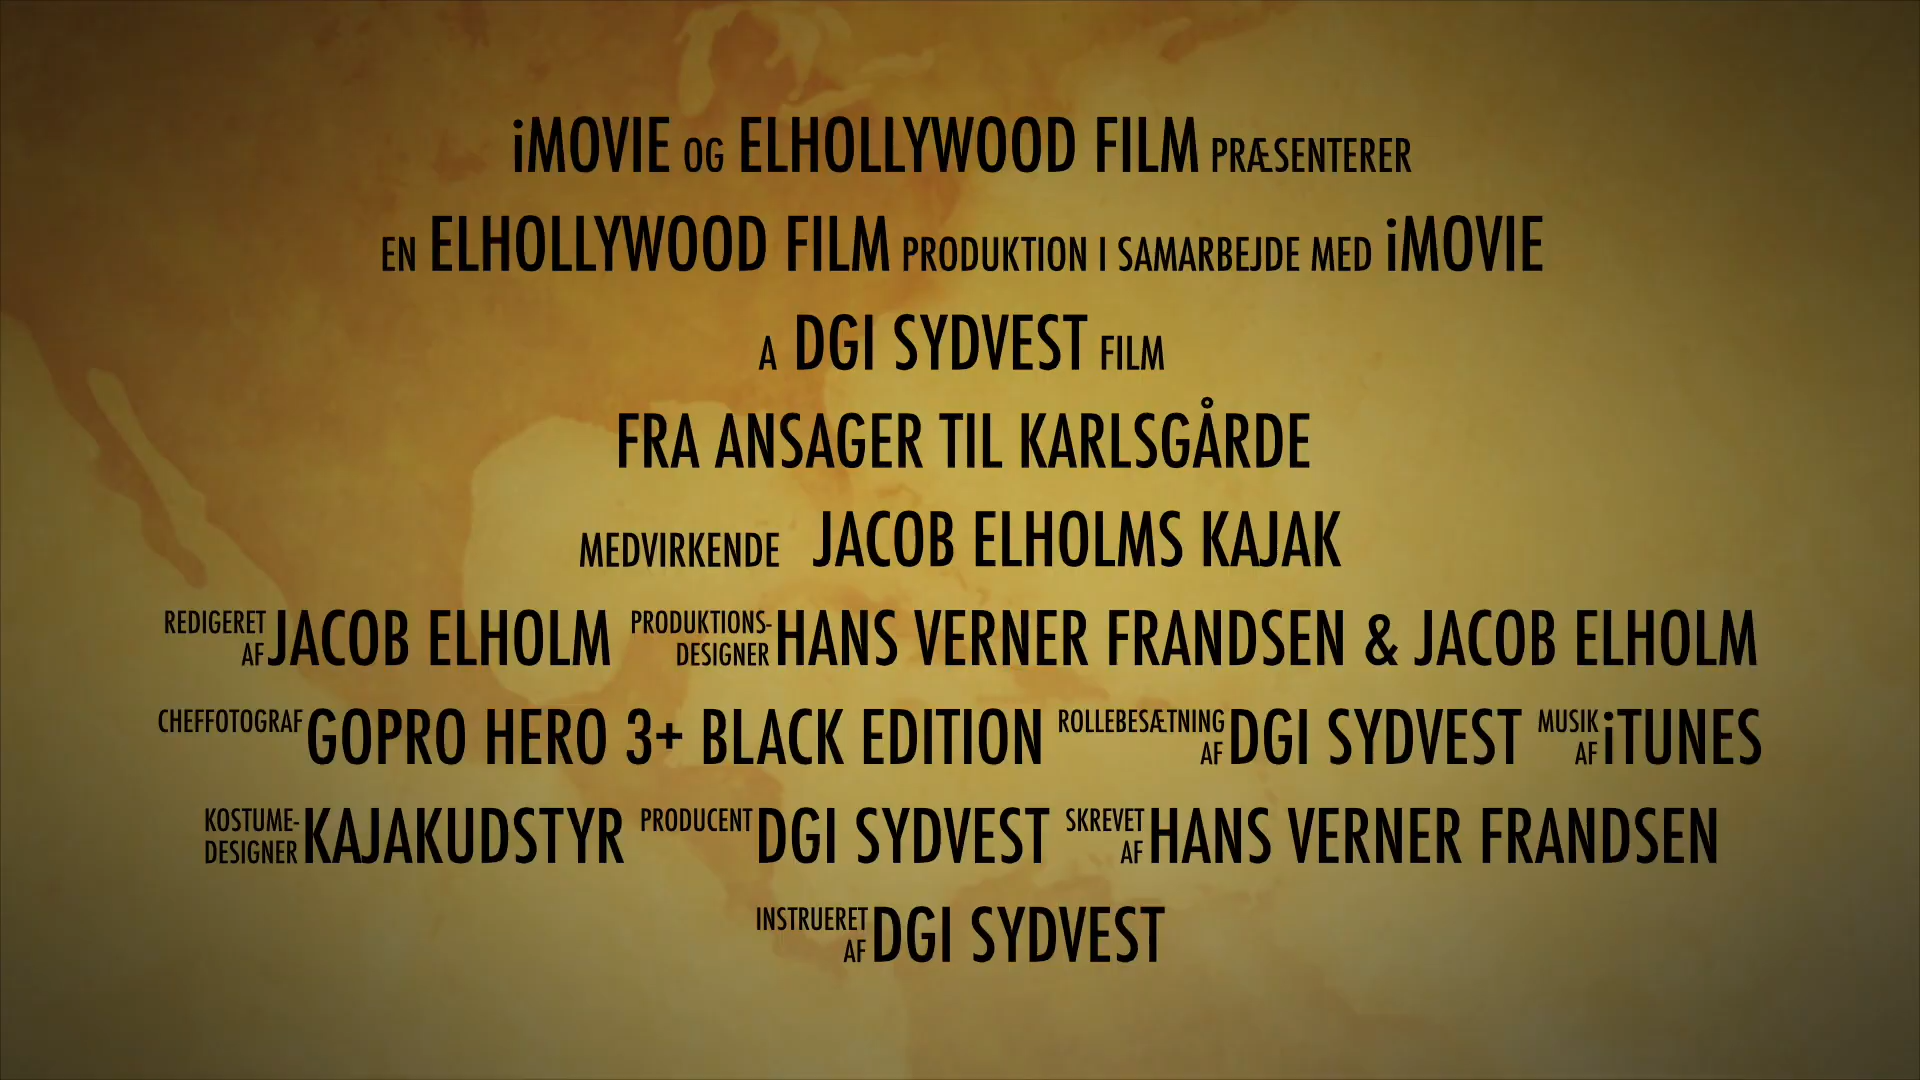 iMOVIE OG ELHOLLYWOOD FILM PRÆSENTERER
EN ELHOLLYWOOD FILM PRODUKTION I SAMARBEJDE MED iMOVIE
A DGI SYDVEST FILM
FRA ANSAGER TIL KARLSGÅRDE
MEDVIRKENDE JACOB ELHOLMS KAJAK
REDIGERET AF JACOB ELHOLM PRODUKTIONS-DESIGNER HANS VERNER FRANDSEN & JACOB ELHOLM
CHEFFOTOGRAF GOPRO HERO 3+ BLACK EDITION ROLLEBESÆTNING AF DGI SYDVEST MUSIK AF iTUNES
KOSTUME-DESIGNER KAJAKUDSTYR PRODUCENT DGI SYDVEST SKREVET AF HANS VERNER FRANDSEN
INSTRUERET AF DGI SYDVEST